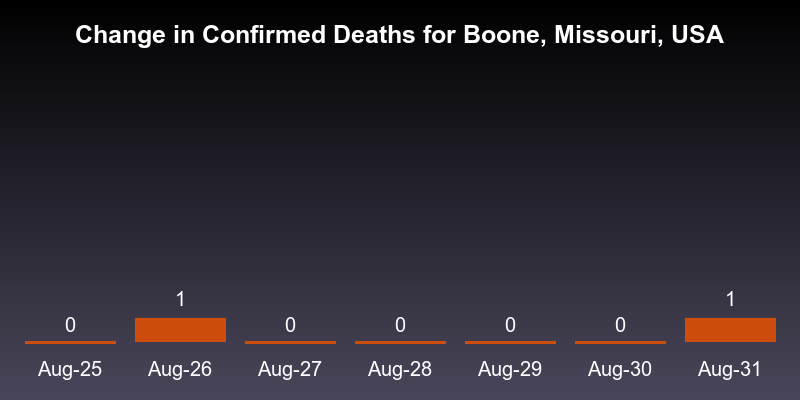 Change in Confirmed Deaths for Boone, Missouri, USA
1 1
0 0 0 0 0
Aug-25 Aug-26 Aug-27 Aug-28 Aug-29 Aug-30 Aug-31